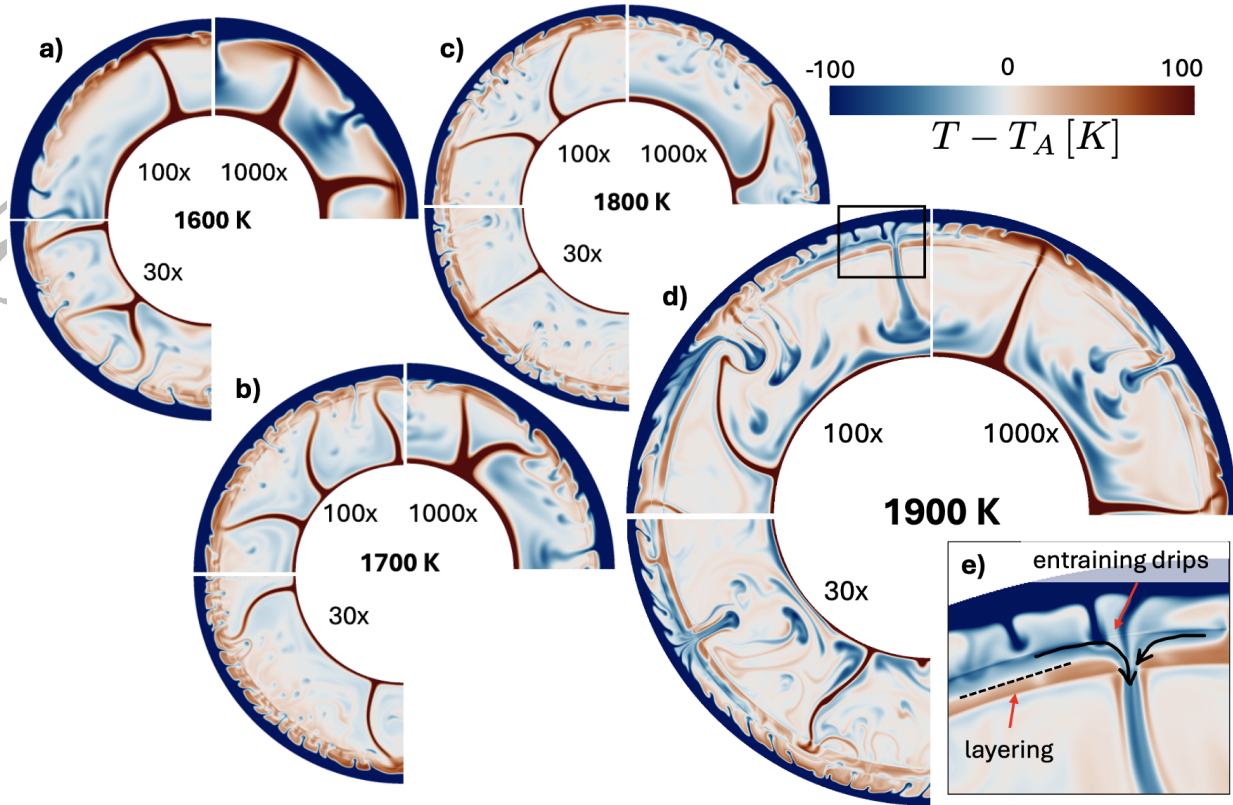 a)
100x
1000x
1600 K
30x
c)
100x
1000x
1800 K
30x
-100
0
100
T − T_A [K]
b)
100x
1000x
1700 K
30x
d)
100x
1000x
1900 K
30x
e)
entraining drips
layering